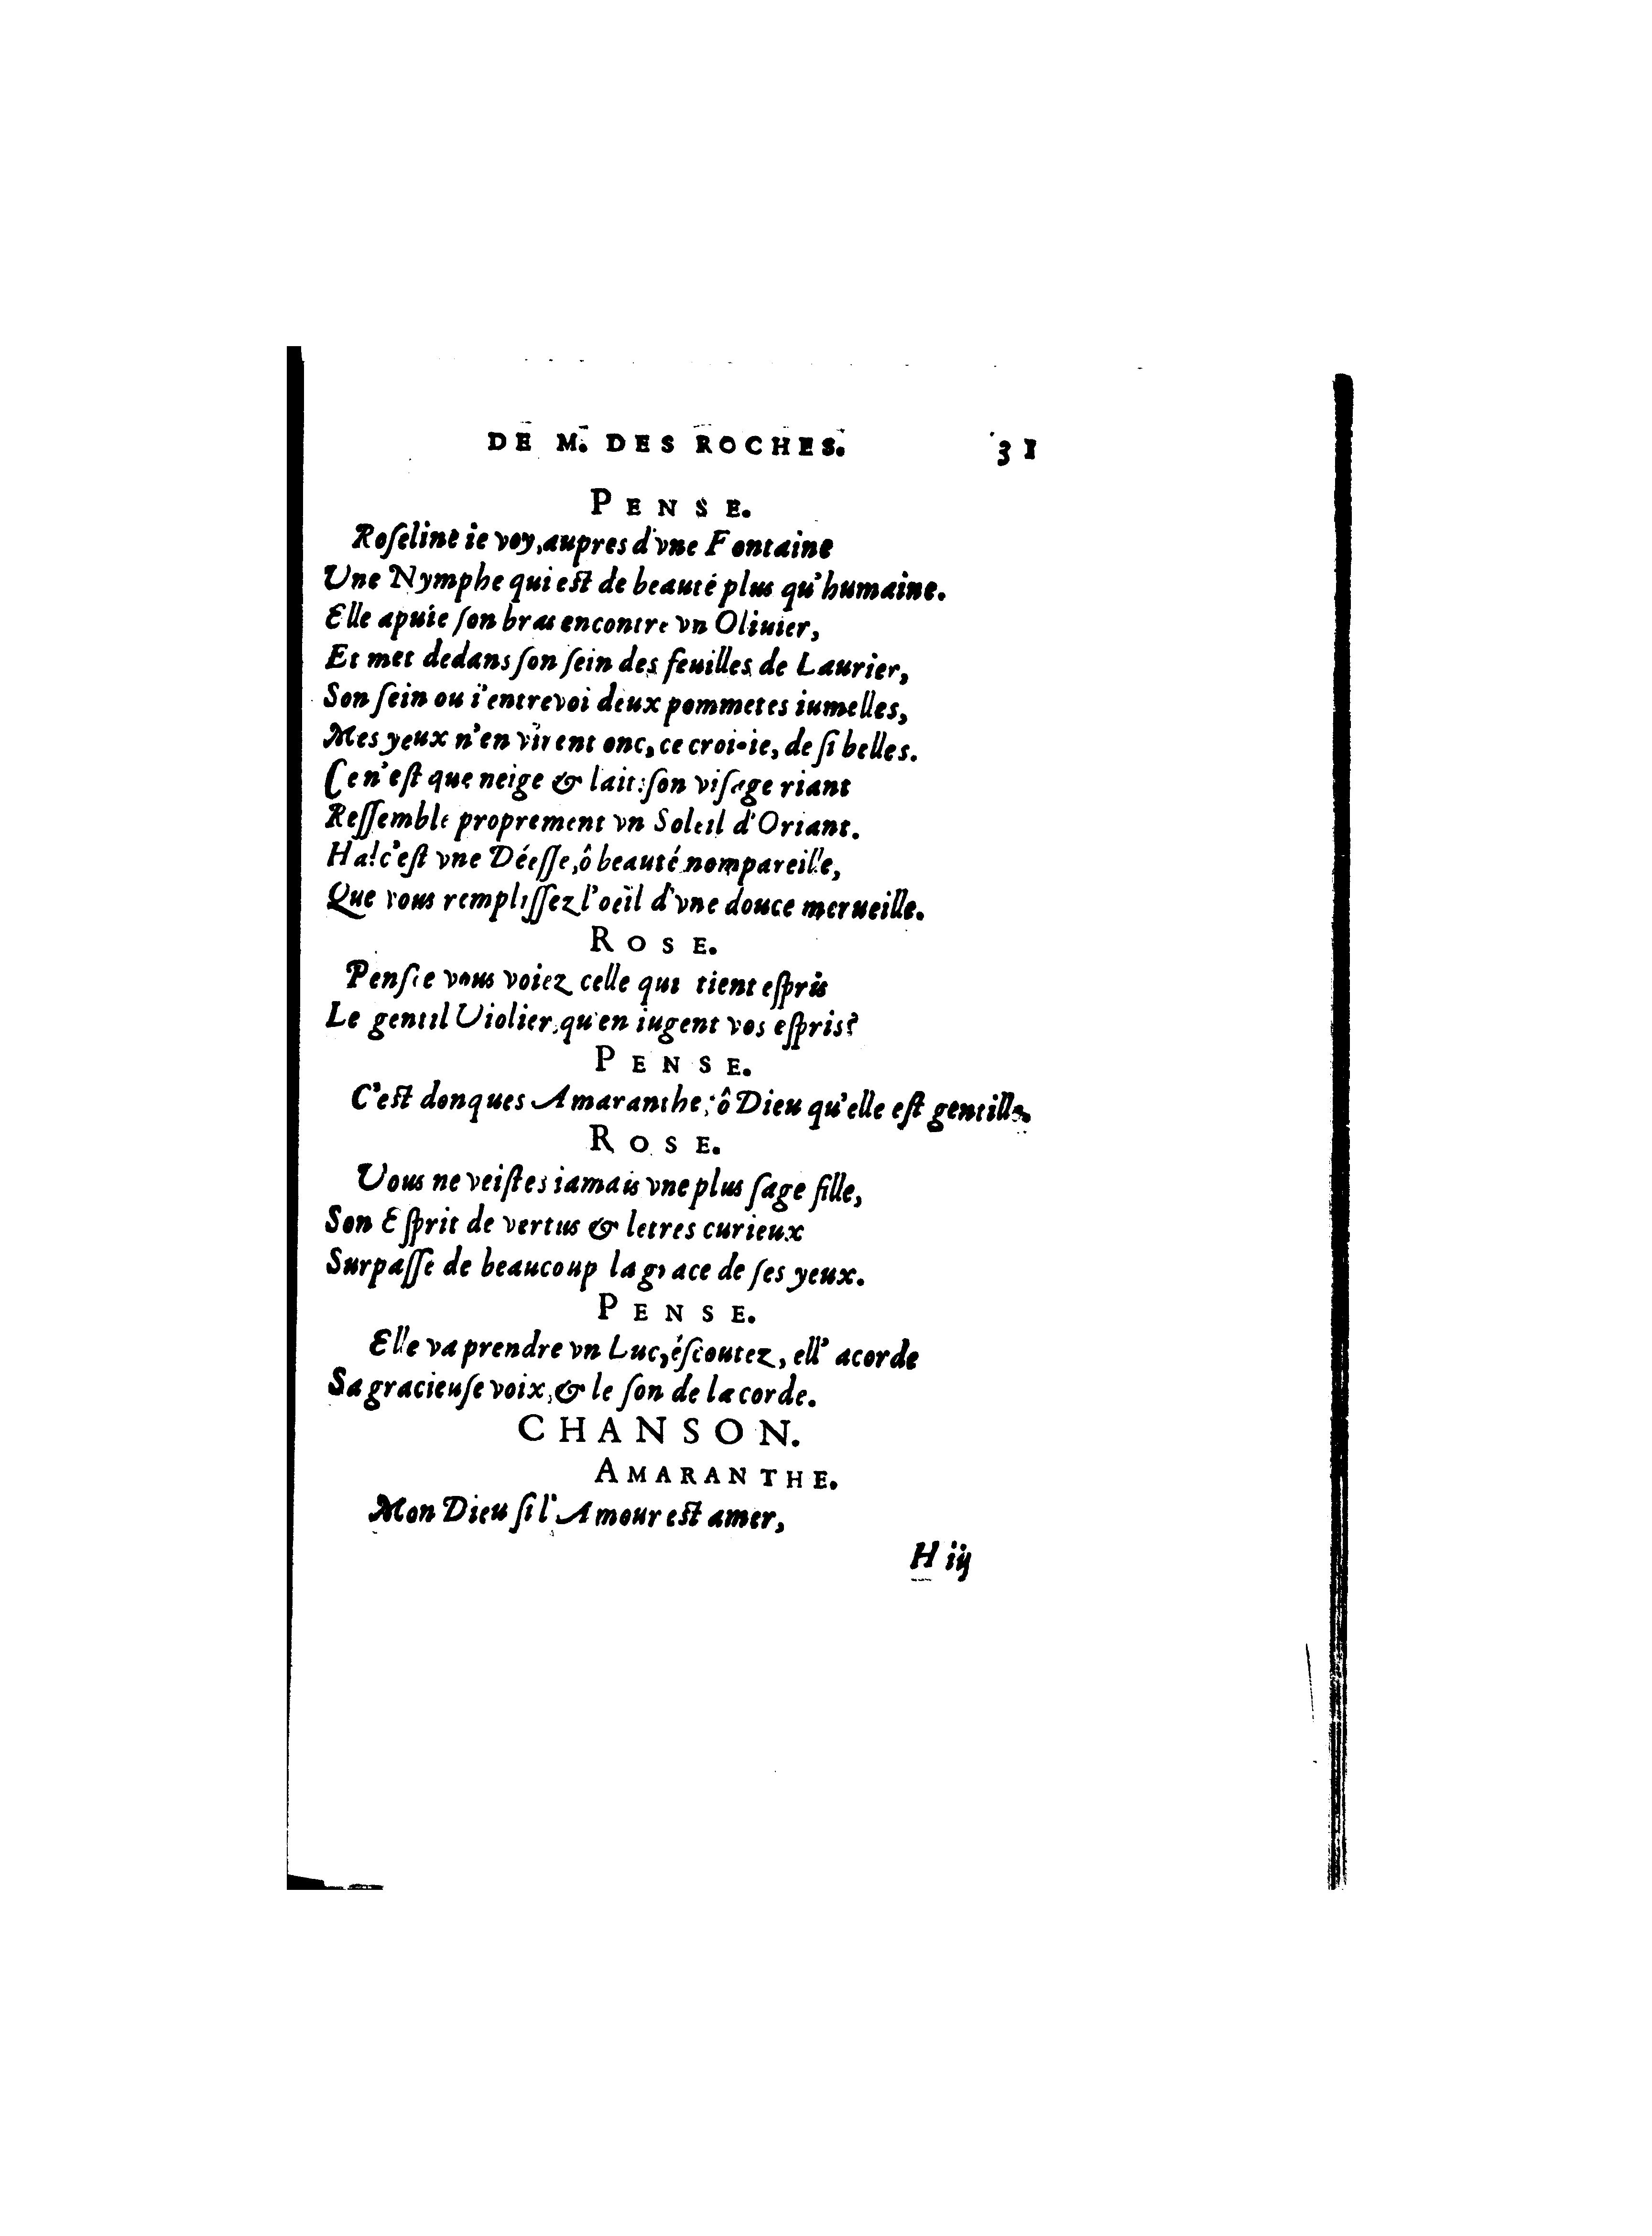 DE M. DES ROCHES. 31
PENSE.
Roſeline ie voy, aupres d'vne Fontaine
Une Nymphe qui est de beauté plus qu'humaine.
Elle apuie ſon bras encontre vn Oliuier,
Et met dedans ſon ſein des feuilles de Laurier,
Son ſein ou i'entrevoi deux pommetes iumelles,
Mes yeux n'en virent onc, ce croi-ie, de ſi belles.
Ce n'eſt que neige & lait: ſon viſage riant
Reſſemble proprement vn Soleil d'Oriant.
Ha! c'eſt vne Déeſſe, ô beauté nompareille,
Que vous rempliſſez l'oeil d'vne douce merueille.
ROSE.
Penſée vous voiez celle qui tient eſpris
Le gentil Uiolier, qu'en iugent vos eſpris?
PENSE.
C'est donques Amaranthe; ô Dieu qu'elle eſt gentille.
ROSE.
Uous ne veiſtes iamais vne plus ſage fille,
Son Eſprit de vertus & letres curieux
Surpaſſe de beaucoup la grace de ſes yeux.
PENSE.
Elle va prendre vn Luc, éſcoutez, ell' acorde
Sa gracieuſe voix, & le ſon de la corde.
CHANSON.
AMARANTHE.
Mon Dieu ſi l'Amour est amer,
H iij